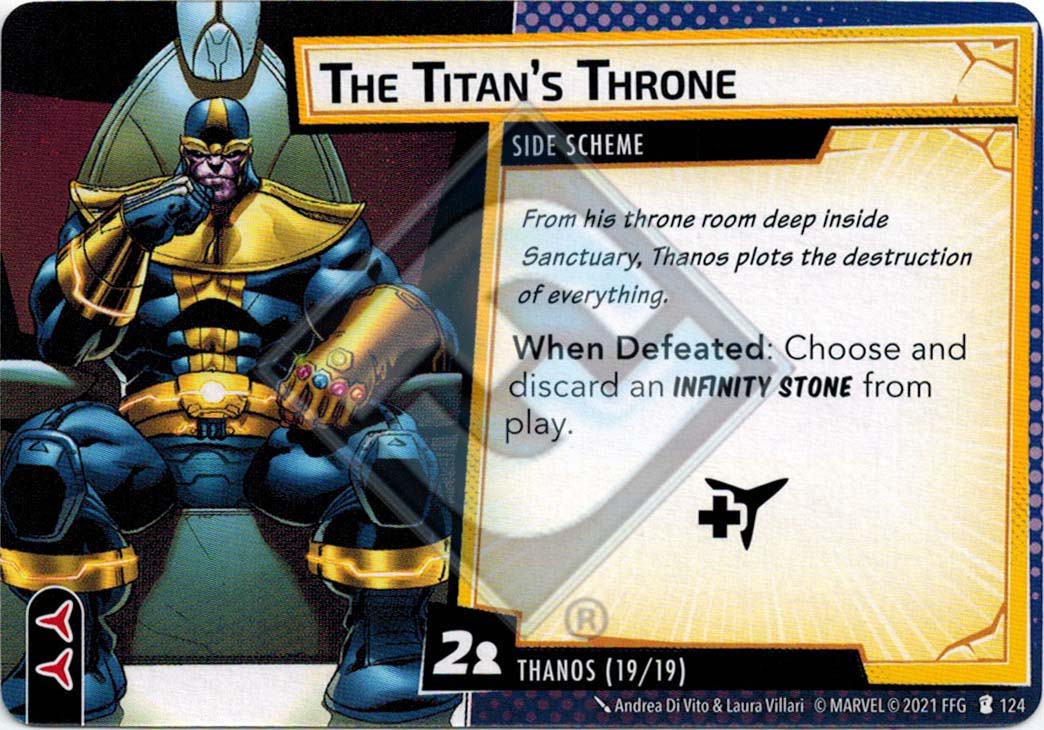 THE TITAN'S THRONE
SIDE SCHEME
From his throne room deep inside
Sanctuary, Thanos plots the destruction
of everything.
When Defeated: Choose and
discard an INFINITY STONE from
play.
2
THANOS (19/19)
Andrea Di Vito & Laura Villari © MARVEL © 2021 FFG 124
®